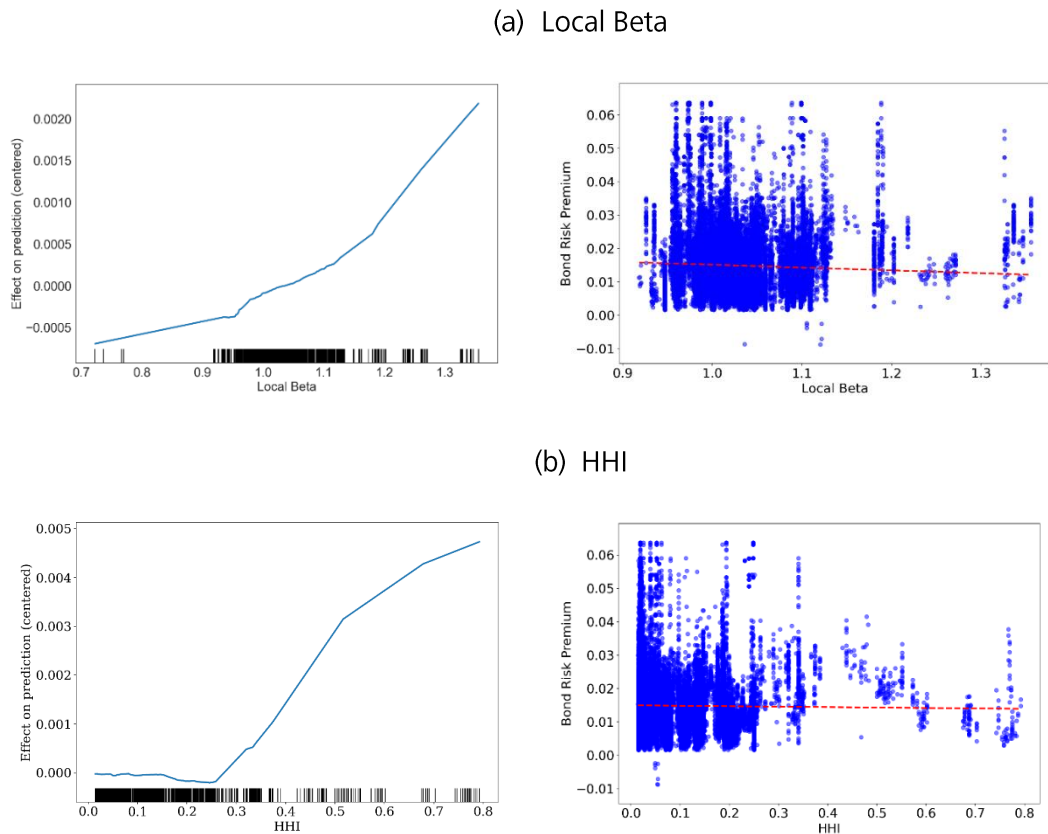 (a) Local Beta
Effect on prediction (centered)
0.0020
0.0015
0.0010
0.0005
0.0000
−0.0005
0.7 0.8 0.9 1.0 1.1 1.2 1.3
Local Beta
Bond Risk Premium
0.06
0.05
0.04
0.03
0.02
0.01
0.00
−0.01
0.9 1.0 1.1 1.2 1.3
Local Beta
(b) HHI
Effect on prediction (centered)
0.005
0.004
0.003
0.002
0.001
0.000
0.0 0.1 0.2 0.3 0.4 0.5 0.6 0.7 0.8
HHI
Bond Risk Premium
0.06
0.05
0.04
0.03
0.02
0.01
0.00
−0.01
0.0 0.1 0.2 0.3 0.4 0.5 0.6 0.7 0.8
HHI